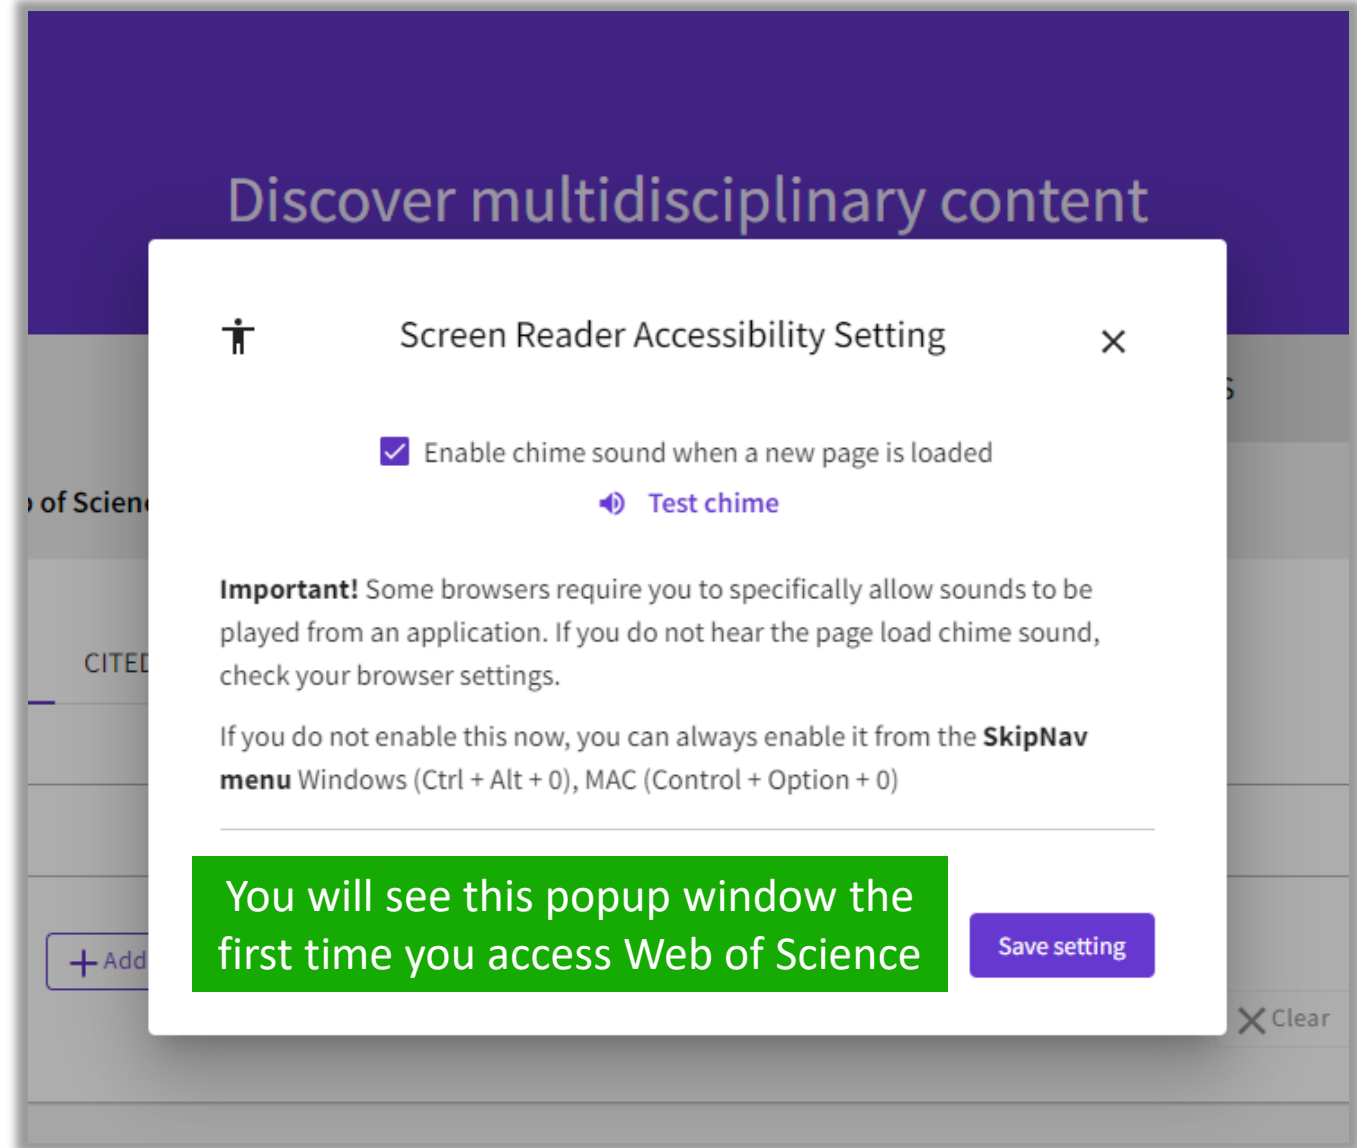 Discover multidisciplinary content
Screen Reader Accessibility Setting
S
Enable chime sound when a new page is loaded
of Scien
Test chime
Important! Some browsers require you to specifically allow sounds to be
played from an application. If you do not hear the page load chime sound,
CITED
check your browser settings.
If you do not enable this now, you can always enable it from the SkipNav
menu Windows (Ctrl + Alt + 0), MAC (Control + Option + 0)
You will see this popup window the
first time you access Web of Science
Save setting
Add
Clear